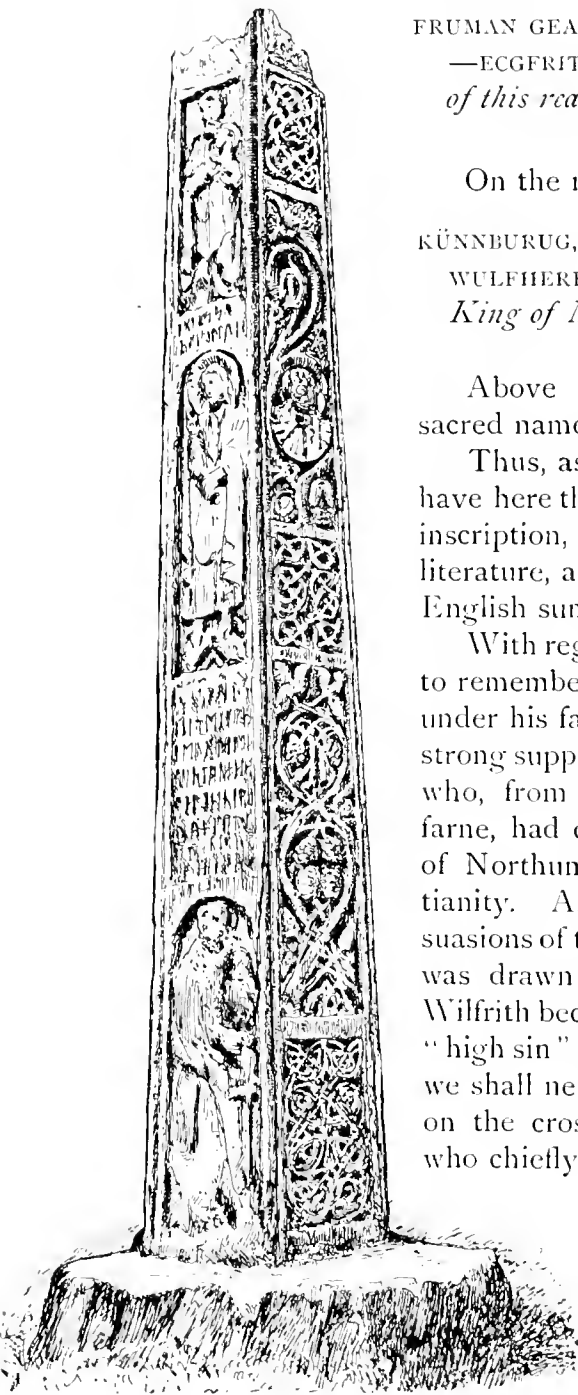 FRUMAN GEA
—ECGFRIT
of this rea
On the r
KÜNNBURUG,
WULFHERE
King of
Above
sacred name
Thus, as
have here th
inscription,
literature, a
English sun
With reg
to remembe
under his fa
strong supp
who, from
farne, had c
of Northun
tianity. A
suasions of t
was drawn
Wilfrith bec
“high sin”
we shall ne
on the cros
who chiefly